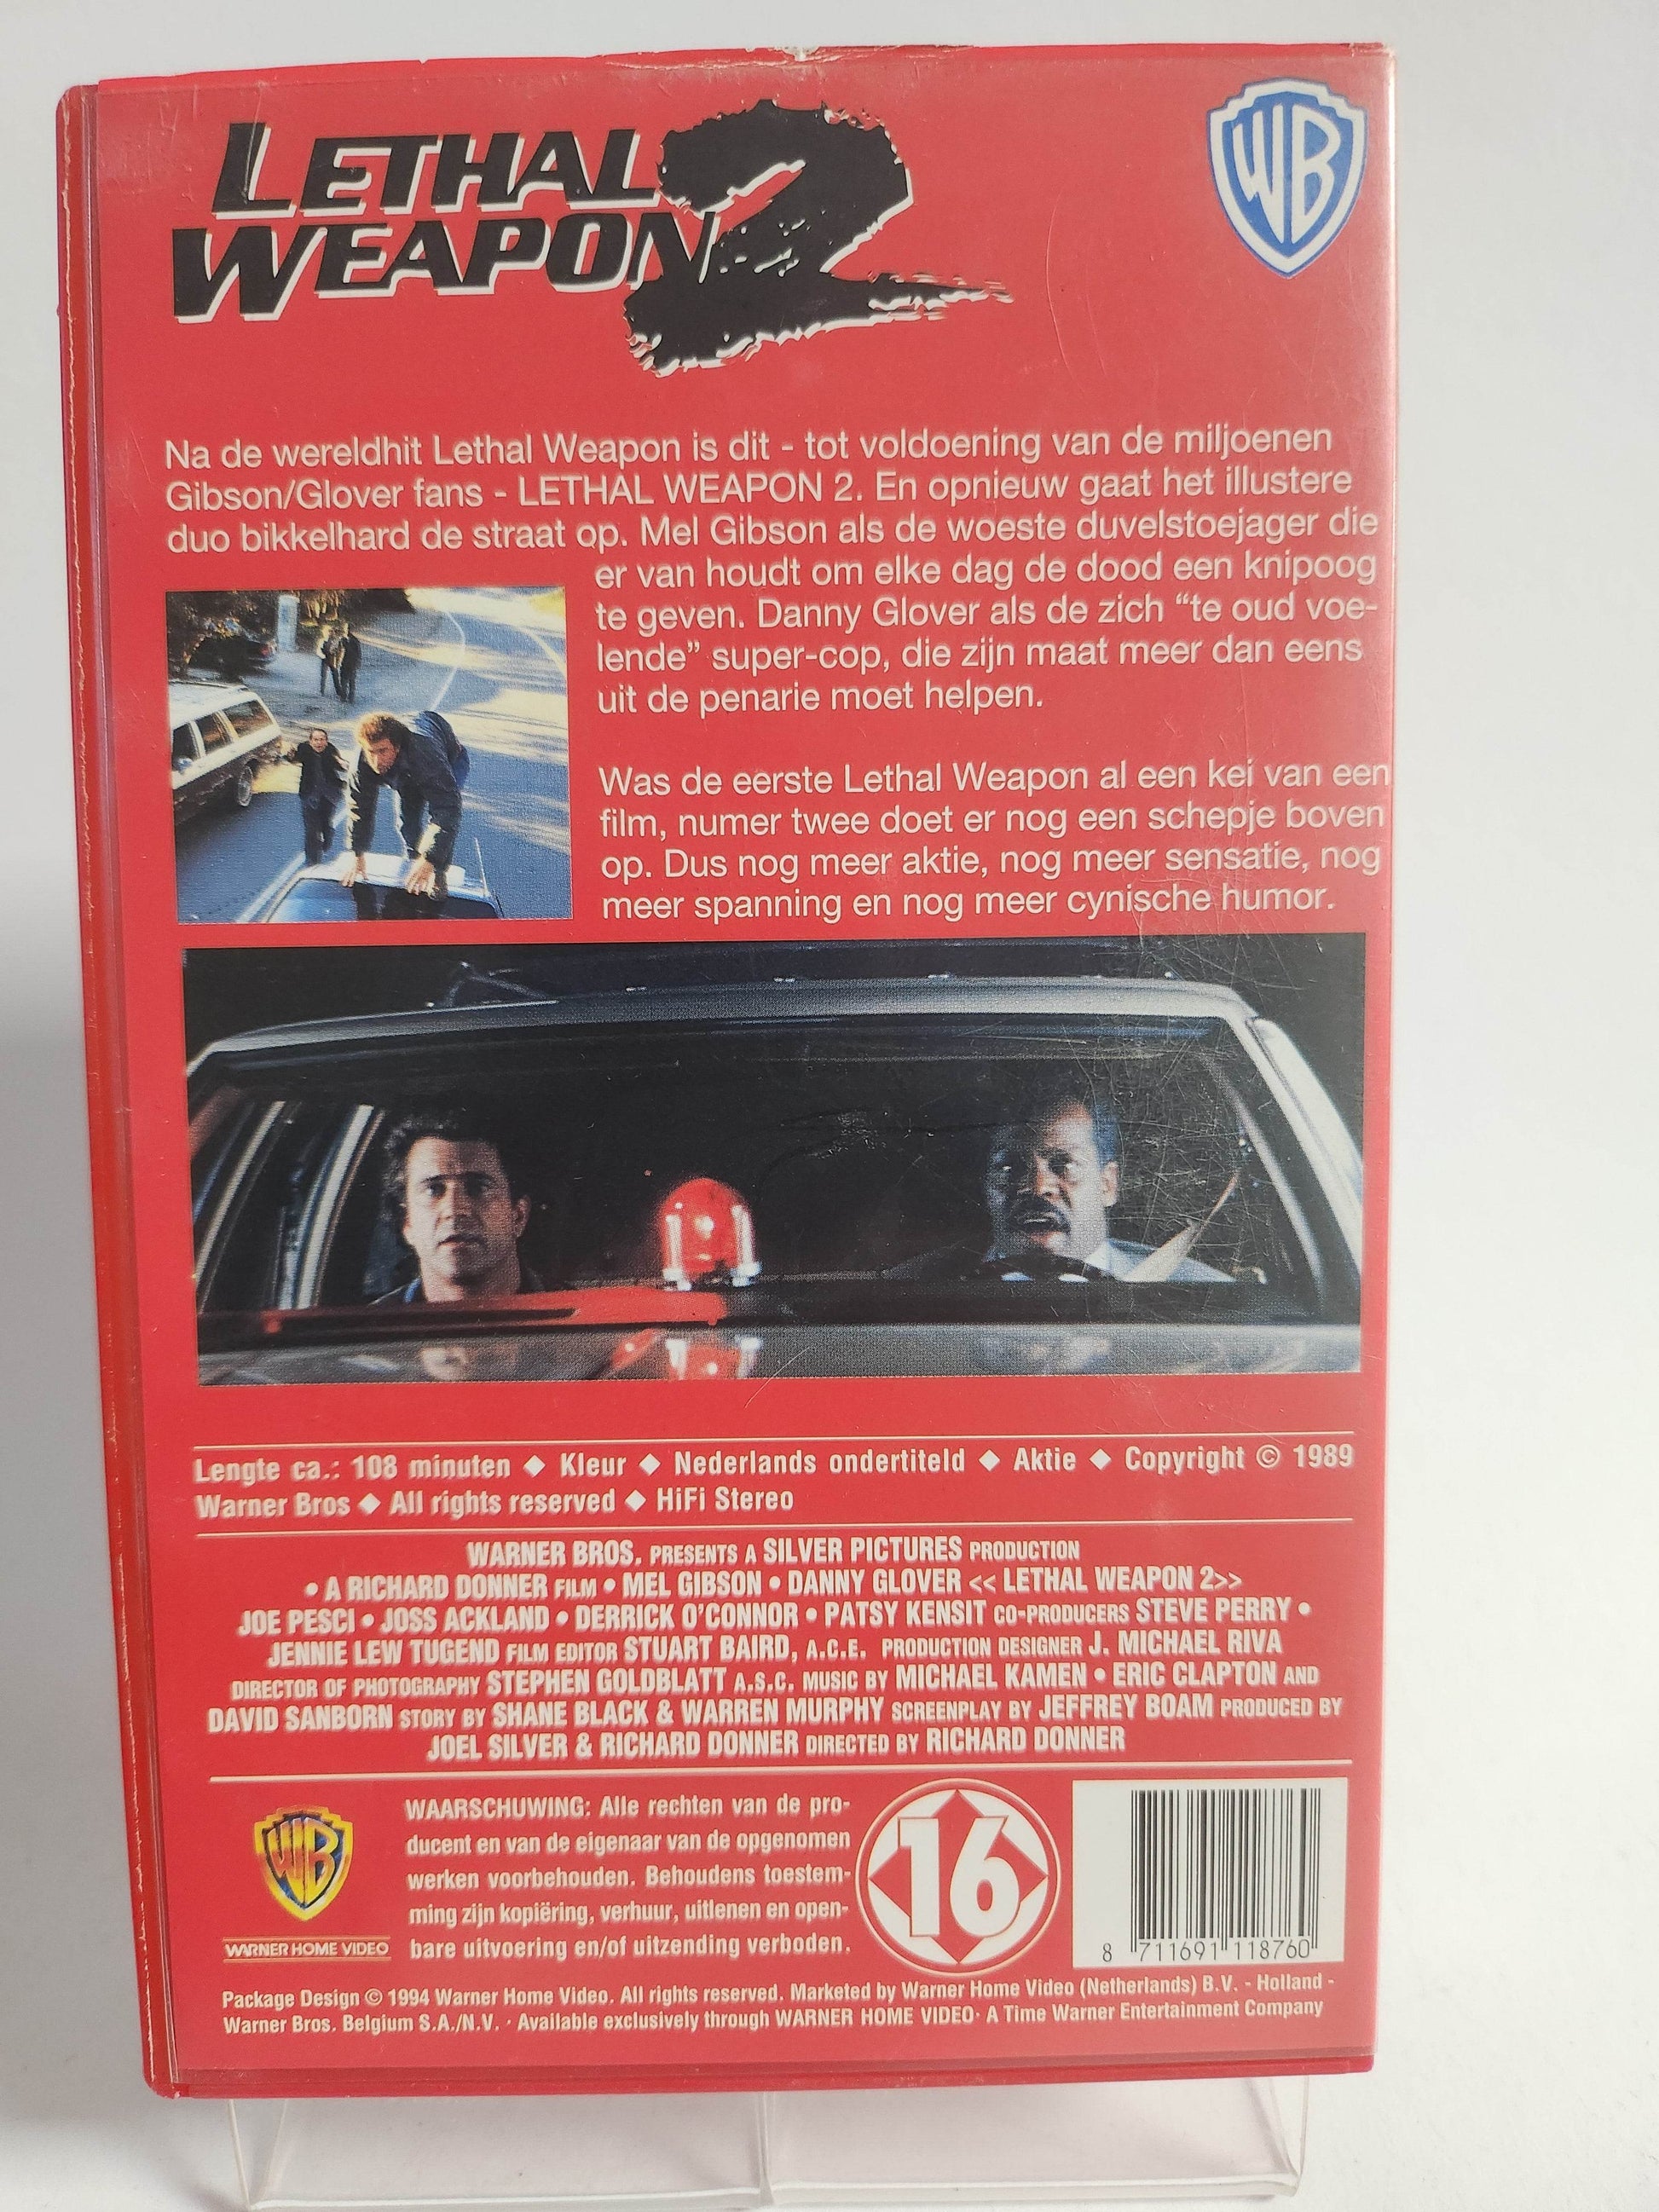 LETHAL
WEAPON 2
WB
Na de wereldhit Lethal Weapon is dit - tot voldoening van de miljoenen
Gibson/Glover fans - LETHAL WEAPON 2. En opnieuw gaat het illustere
duo bikkelhard de straat op. Mel Gibson als de woeste duvelstoejager die
er van houdt om elke dag de dood een knipoog
te geven. Danny Glover als de zich “te oud voe-
lende” super-cop, die zijn maat meer dan eens
uit de penarie moet helpen.
Was de eerste Lethal Weapon al een kei van een
film, numer twee doet er nog een schepje boven
op. Dus nog meer aktie, nog meer sensatie, nog
meer spanning en nog meer cynische humor.
Lengte ca.: 108 minuten ◆ Kleur ◆ Nederlands ondertiteld ◆ Aktie ◆ Copyright © 1989
Warner Bros ◆ All rights reserved ◆ HiFi Stereo
WARNER BROS. PRESENTS A SILVER PICTURES PRODUCTION
• A RICHARD DONNER FILM • MEL GIBSON • DANNY GLOVER << LETHAL WEAPON 2>>
JOE PESCI • JOSS ACKLAND • DERRICK O'CONNOR • PATSY KENSIT CO-PRODUCERS STEVE PERRY •
JENNIE LEW TUGEND FILM EDITOR STUART BAIRD, A.C.E. PRODUCTION DESIGNER J. MICHAEL RIVA
DIRECTOR OF PHOTOGRAPHY STEPHEN GOLDBLATT A.S.C. MUSIC BY MICHAEL KAMEN • ERIC CLAPTON AND
DAVID SANBORN STORY BY SHANE BLACK & WARREN MURPHY SCREENPLAY BY JEFFREY BOAM PRODUCED BY
JOEL SILVER & RICHARD DONNER DIRECTED BY RICHARD DONNER
WB
WARNER HOME VIDEO
WAARSCHUWING: Alle rechten van de pro-
ducent en van de eigenaar van de opgenomen
werken voorbehouden. Behoudens toestem-
ming zijn kopiëring, verhuur, uitlenen en open-
bare uitvoering en/of uitzending verboden.
16
8 711691 118760
Package Design © 1994 Warner Home Video. All rights reserved. Marketed by Warner Home Video (Netherlands) B.V. - Holland -
Warner Bros. Belgium S.A./N.V. · Available exclusively through WARNER HOME VIDEO· A Time Warner Entertainment Company